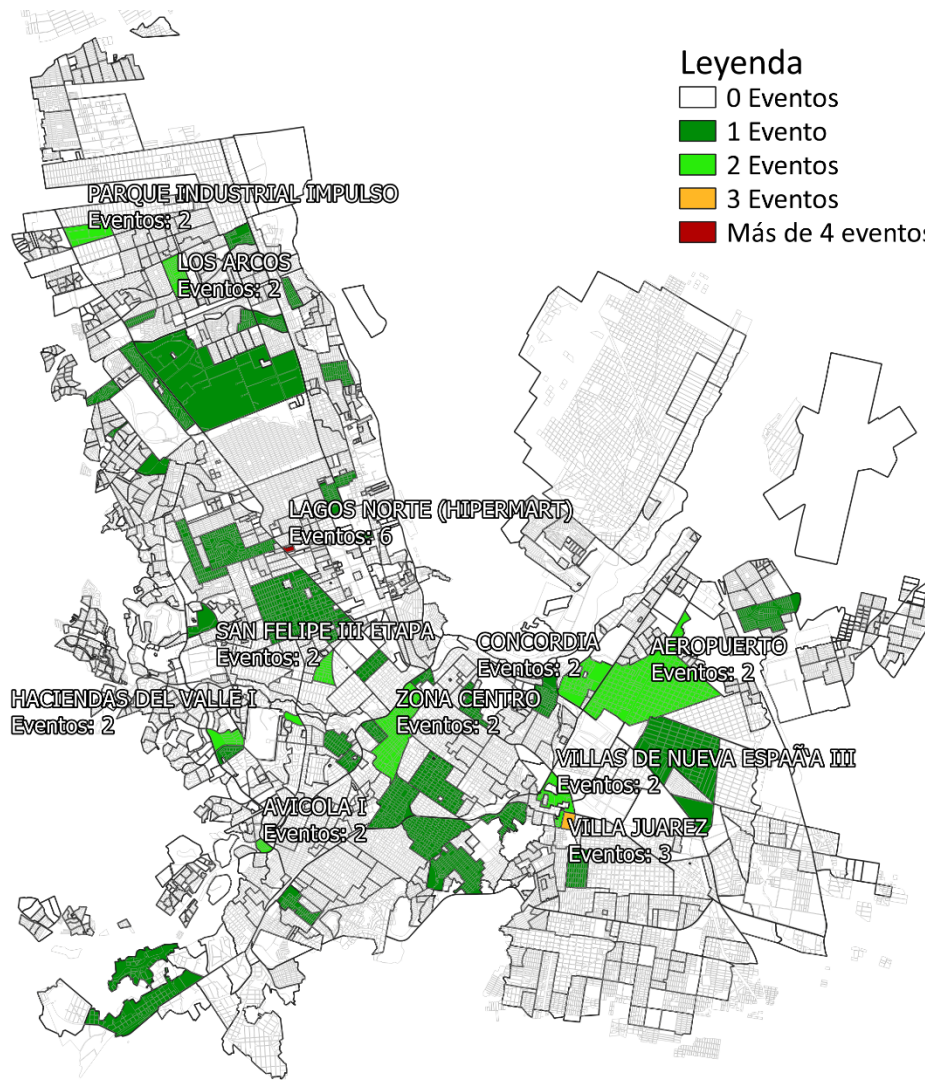 Leyenda
0 Eventos
1 Evento
2 Eventos
3 Eventos
Más de 4 eventos
PARQUE INDUSTRIAL IMPULSO
Eventos: 2
LOS ARCOS
Eventos: 2
LAGOS NORTE (HIPERMART)
Eventos: 6
SAN FELIPE III ETAPA
Eventos: 2
CONCORDIA
Eventos: 2
AEROPUERTO
Eventos: 2
HACIENDAS DEL VALLE I
Eventos: 2
ZONA CENTRO
Eventos: 2
VILLAS DE NUEVA ESPAÑA III
Eventos: 2
AVICOLA I
Eventos: 2
VILLA JUAREZ
Eventos: 3